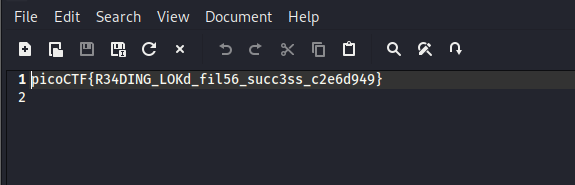 File Edit Search View Document Help
1 picoCTF{R34DING_LOKd_fil56_succ3ss_c2e6d949}
2